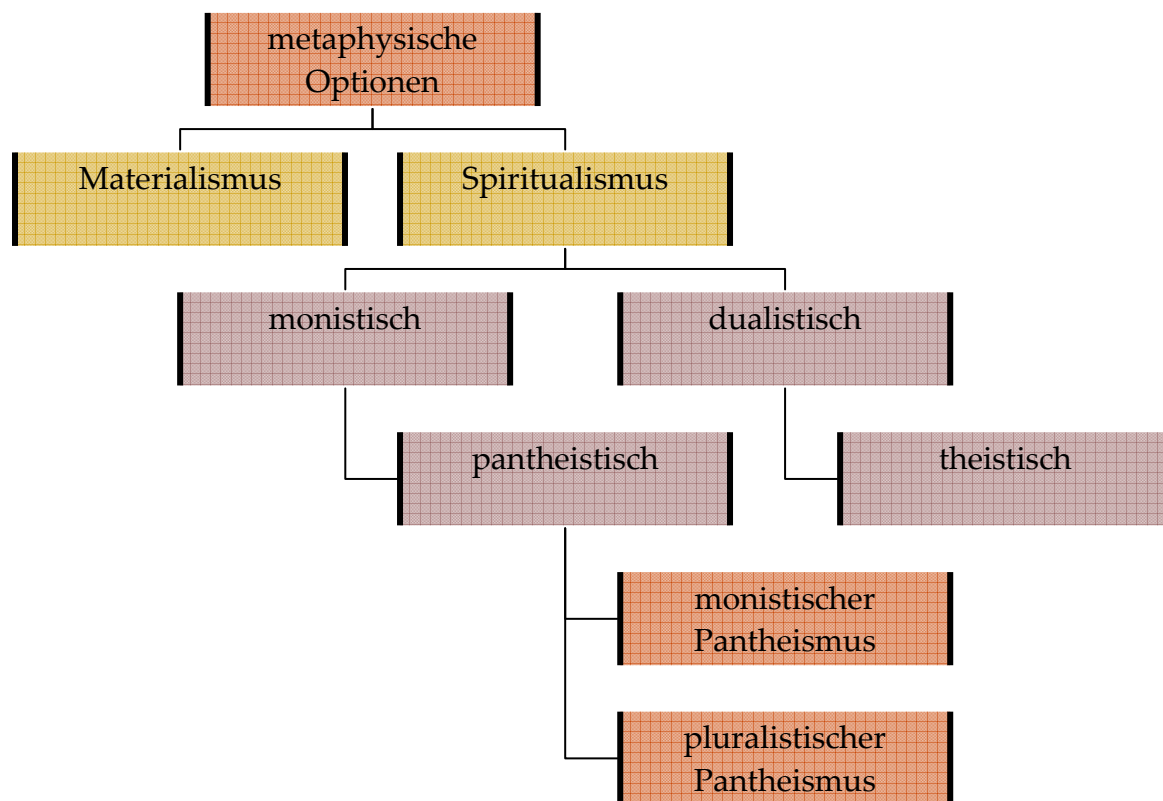 metaphysische
Optionen
Materialismus
Spiritualismus
monistisch
dualistisch
pantheistisch
theistisch
monistischer
Pantheismus
pluralistischer
Pantheismus